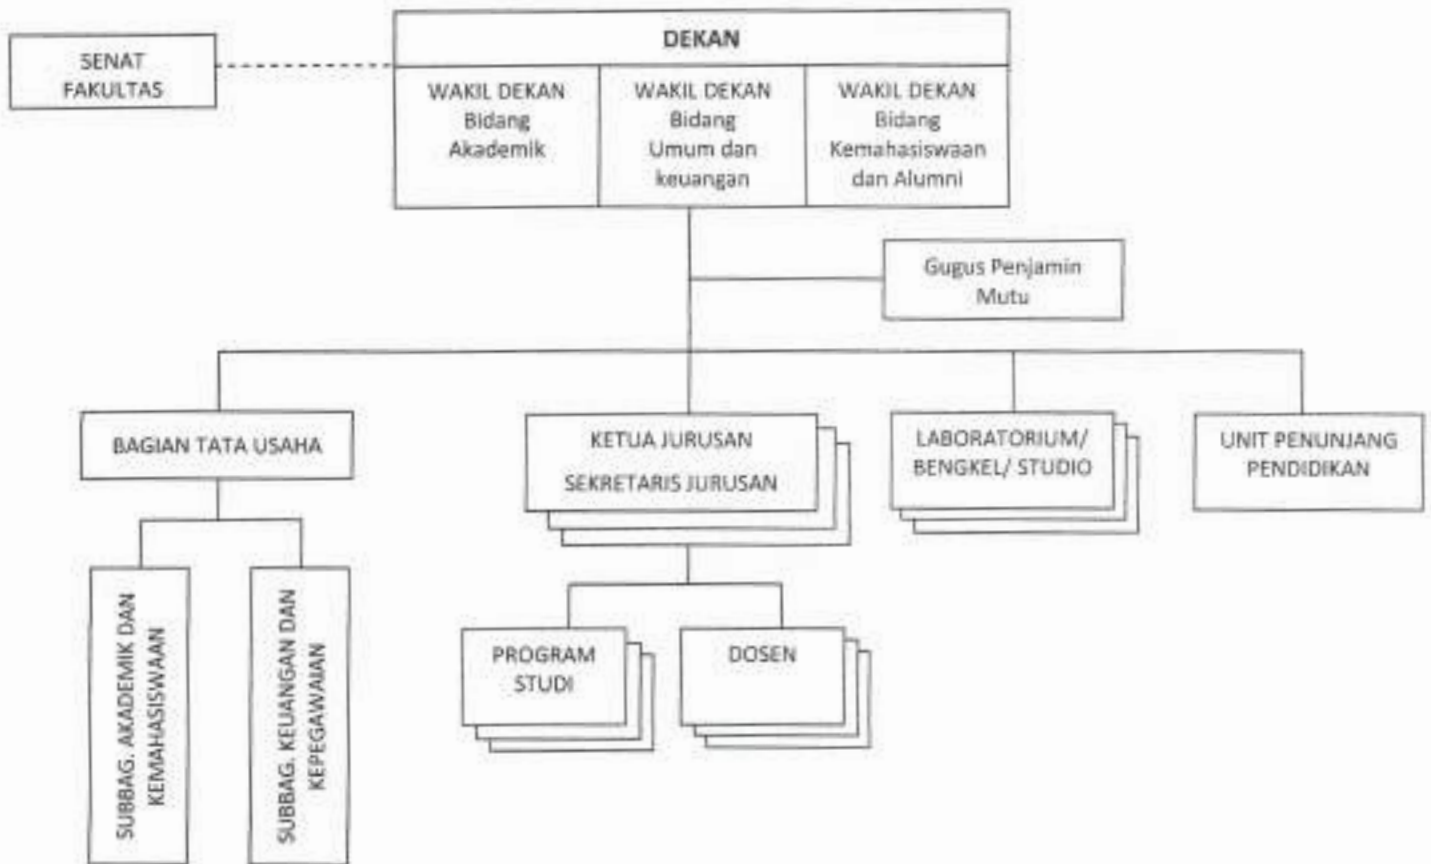 DEKAN
SENAT
FAKULTAS
WAKIL DEKAN
Bidang
Akademik
WAKIL DEKAN
Bidang
Umum dan
keuangan
WAKIL DEKAN
Bidang
Kemahasiswaan
dan Alumni
Gugus Penjamin
Mutu
BAGIAN TATA USAHA
KETUA JURUSAN
SEKRETARIS JURUSAN
LABORATORIUM/
BENGKEL/ STUDIO
UNIT PENUNJANG
PENDIDIKAN
SUBBAG. AKADEMIK DAN
KEMAHASISWAAN
SUBBAG. KEUANGAN DAN
KEPEGAWAIAN
PROGRAM
STUDI
DOSEN